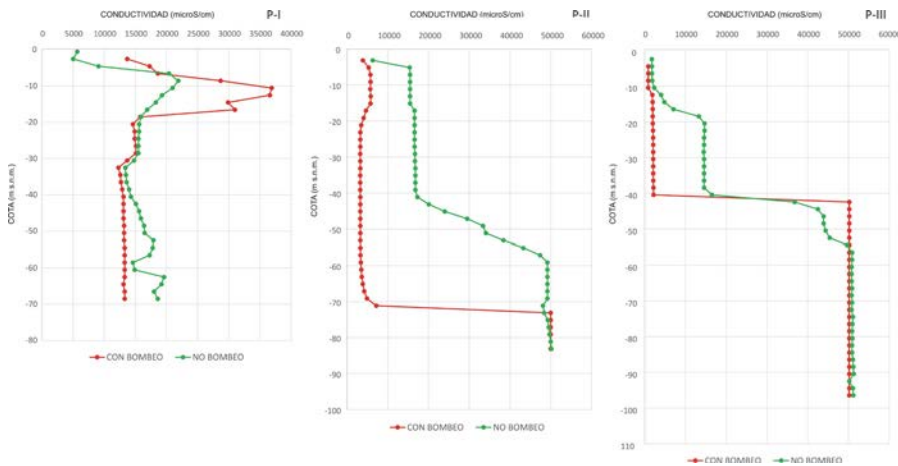 CONDUCTIVIDAD (microS/cm) P-I
0 5000 10000 15000 20000 25000 30000 35000 40000
COTA (m s.n.m.)
0
-10
-20
-30
-40
-50
-60
-70
-80
CON BOMBEO NO BOMBEO
CONDUCTIVIDAD (microS/cm) P-II
0 10000 20000 30000 40000 50000 60000
COTA (m s.n.m.)
0
-10
-20
-30
-40
-50
-60
-70
-80
-90
-100
CON BOMBEO NO BOMBEO
CONDUCTIVIDAD (microS/cm) P-III
0 10000 20000 30000 40000 50000 60000
COTA (m s.n.m.)
0
-10
-20
-30
-40
-50
-60
-70
-80
-90
-100
110
CON BOMBEO NO BOMBEO